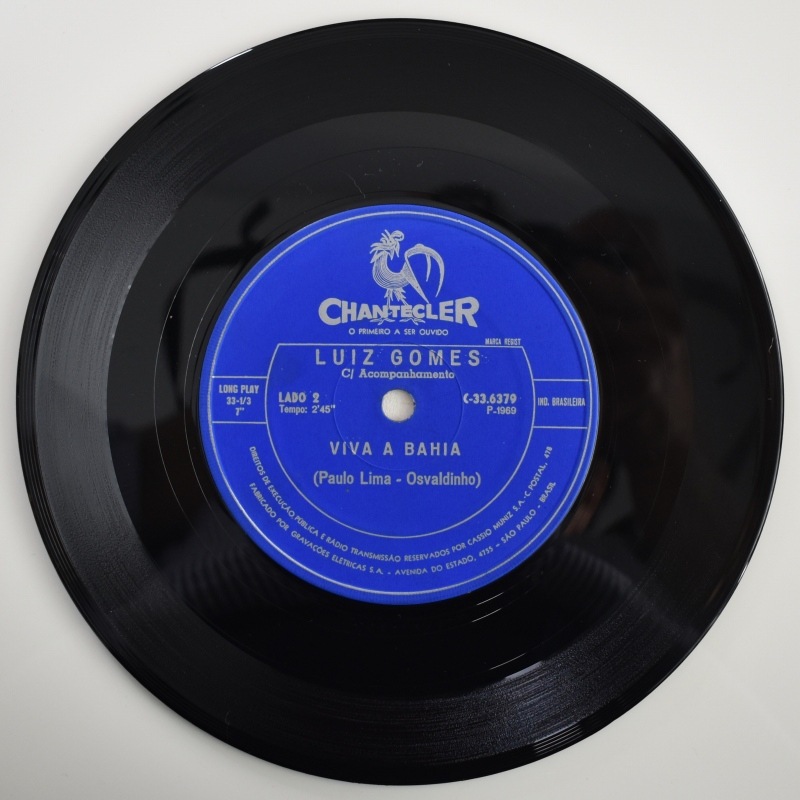 CHANTECLER
O PRIMEIRO A SER OUVIDO
MARCA REGIST
LUIZ GOMES
C/ Acompanhamento
LONG PLAY
33-1/3
7"
LADO 2
Tempo: 2'45"
C-33.6379
P-1969
IND. BRASILEIRA
VIVA A BAHIA
(Paulo Lima - Osvaldinho)
DIREITOS DE EXECUÇÃO PÚBLICA E RÁDIO TRANSMISSÃO RESERVADOS POR CASSIO MUNIZ S.A. -C. POSTAL, 478
FABRICADO POR GRAVAÇÕES ELÉTRICAS S.A. - AVENIDA DO ESTADO, 4755 - SÃO PAULO - BRASIL